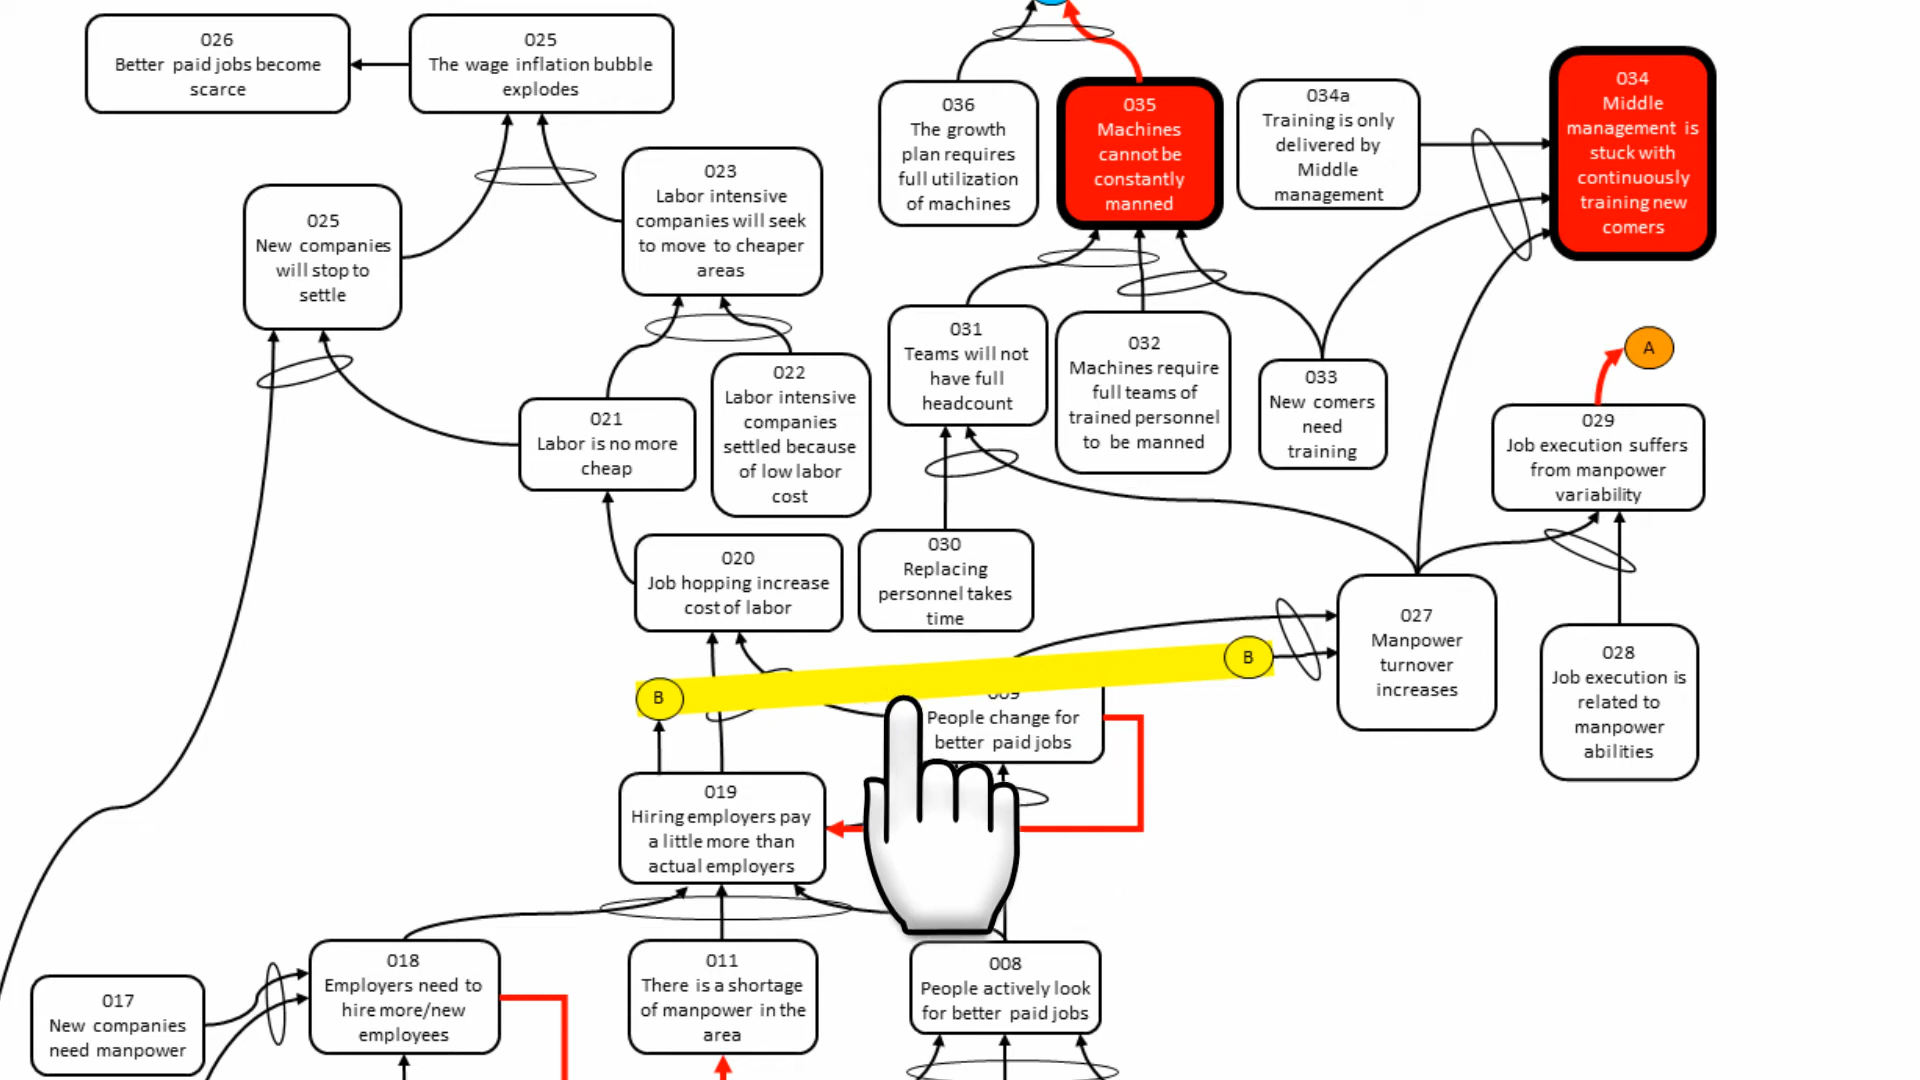 026
Better paid jobs become
scarce
025
The wage inflation bubble
explodes
036
The growth
plan requires
full utilization
of machines
035
Machines
cannot be
constantly
manned
034a
Training is only
delivered by
Middle
management
034
Middle
management is
stuck with
continuously
training new
comers
023
Labor intensive
companies will seek
to move to cheaper
areas
025
New companies
will stop to
settle
031
Teams will not
have full
headcount
032
Machines require
full teams of
trained personnel
to be manned
033
New comers
need
training
A
029
Job execution suffers
from manpower
variability
022
Labor intensive
companies
settled because
of low labor
cost
021
Labor is no more
cheap
020
Job hopping increase
cost of labor
030
Replacing
personnel takes
time
027
Manpower
turnover
increases
028
Job execution is
related to
manpower
abilities
B
B
009
People change for
better paid jobs
019
Hiring employers pay
a little more than
actual employers
018
Employers need to
hire more/new
employees
011
There is a shortage
of manpower in the
area
008
People actively look
for better paid jobs
017
New companies
need manpower